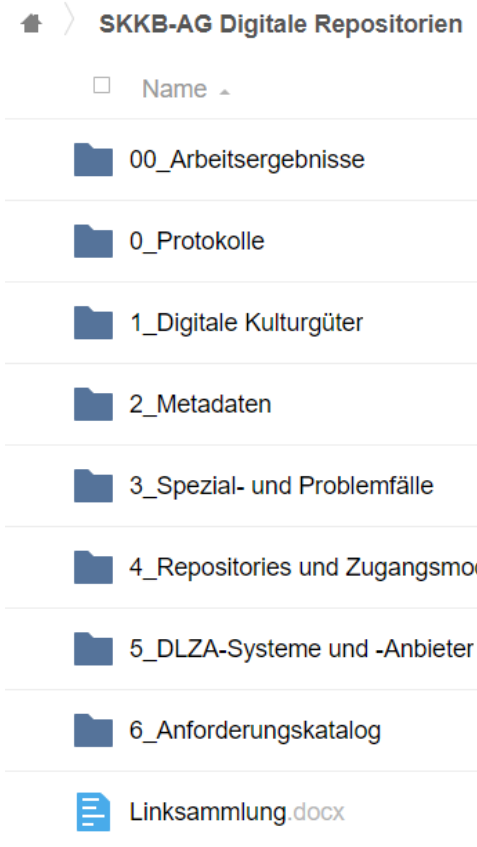 SKKB-AG Digitale Repositorien
Name
00_Arbeitsergebnisse
0_Protokolle
1_Digitale Kulturgüter
2_Metadaten
3_Spezial- und Problemfälle
4_Repositories und
5_DLZA-Systeme und -Anbieter
6_Anforderungskatalog
Linksammlung.docx